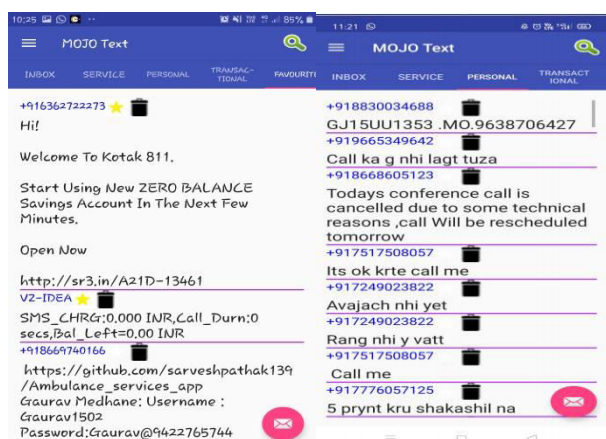 10:25 85%
MOJO Text
INBOX SERVICE PERSONAL TRANSAC-TIONAL FAVOURIT
+916362722273
Hi!
Welcome To Kotak 811.
Start Using New ZERO BALANCE
Savings Account In The Next Few
Minutes.
Open Now
http://sr3.in/A21D-13461
VZ-IDEA
SMS_CHRG:0.000 INR,Call_Durn:0
secs,Bal_Left=0.00 INR
+918669740166
https://github.com/sarveshpathak139
/Ambulance_services_app
Gaurav Medhane: Username :
Gaurav1502
Password:Gaurav@9422765744
11:21
MOJO Text
INBOX SERVICE PERSONAL TRANSACTIONAL
+918830034688
GJ15UU1353 .MO.9638706427
+919665349642
Call ka g nhi lagt tuza
+918668605123
Todays conference call is
cancelled due to some technical
reasons ,call Will be rescheduled
tomorrow
+917517508057
Its ok krte call me
+917249023822
Avajach nhi yet
+917249023822
Rang nhi y vatt
+917517508057
Call me
+917776057125
5 prynt kru shakashil na